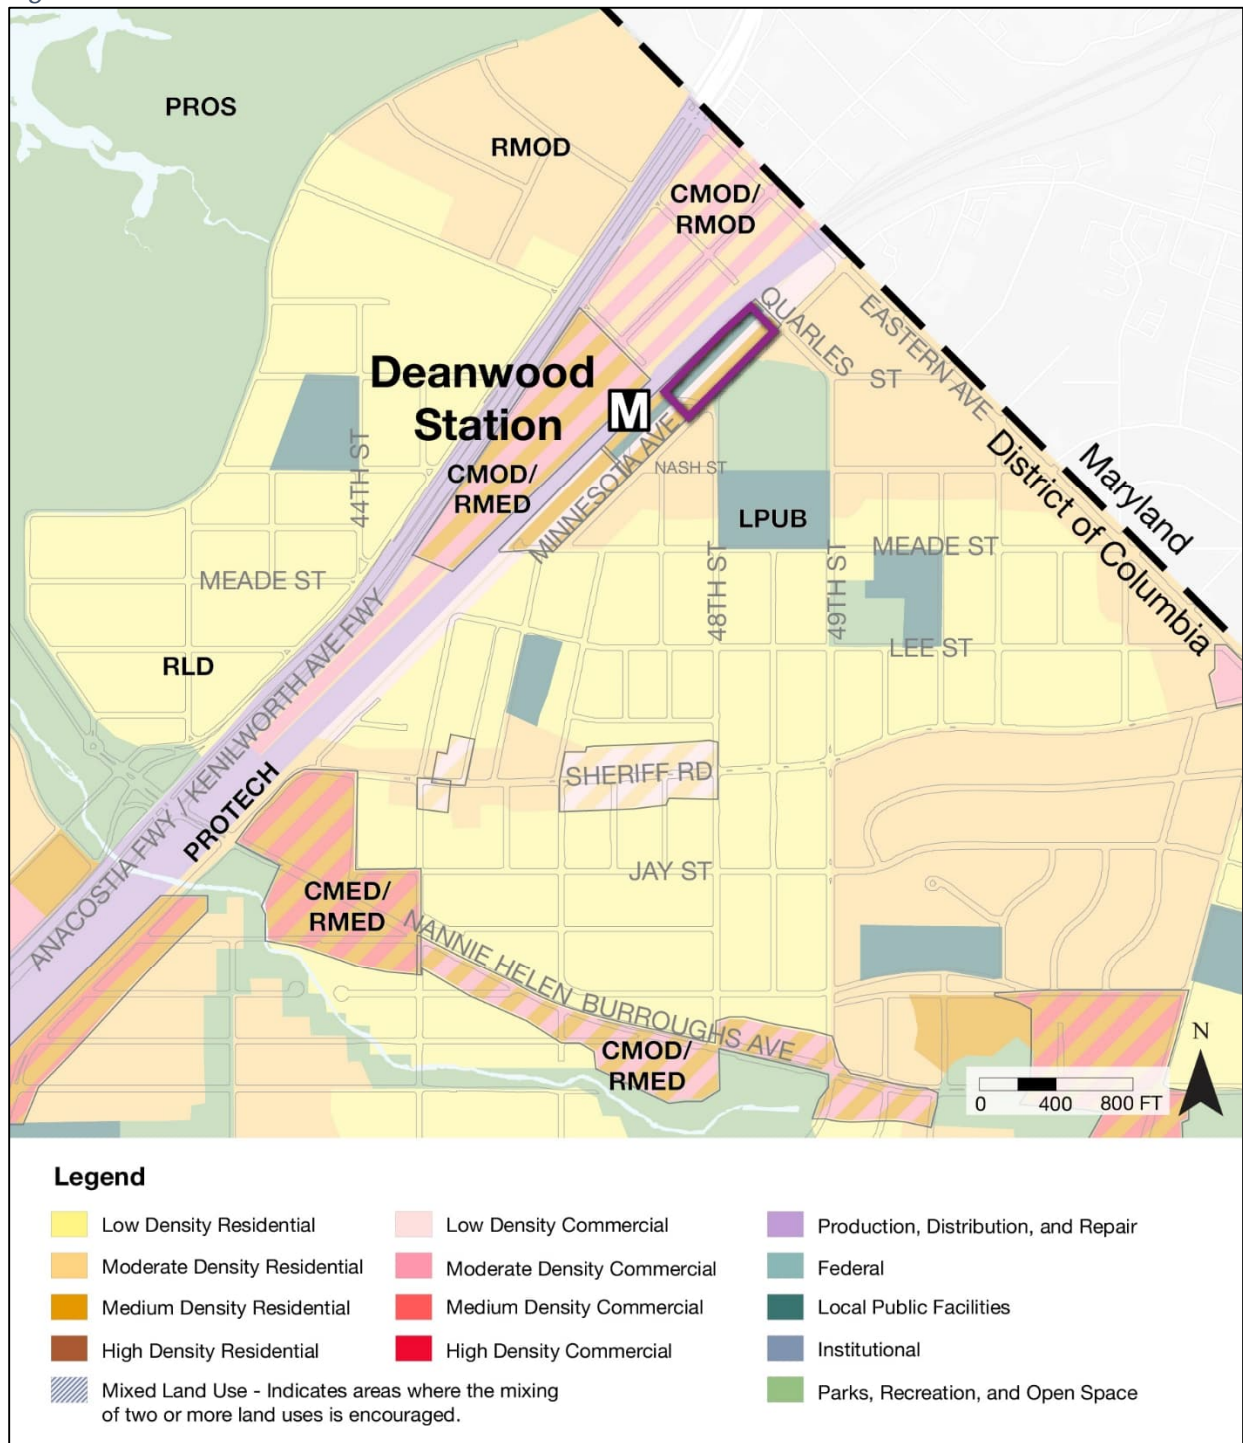 PROS
RMOD
CMOD/
RMOD
QUARLES ST
EASTERN AVE
Deanwood
Station
M
CMOD/
RMED
MINNESOTA AVE
NASH ST
44TH ST
LPUB
Maryland
District of Columbia
MEADE ST
MEADE ST
48TH ST
49TH ST
LEE ST
RLD
ANACOSTIA FWY / KENILWORTH AVE FWY
PROTECH
SHERIFF RD
JAY ST
CMED/
RMED
NANNIE HELEN BURROUGHS AVE
CMOD/
RMED
N
0 400 800 FT
Legend
Low Density Residential
Moderate Density Residential
Medium Density Residential
High Density Residential
Mixed Land Use - Indicates areas where the mixing
of two or more land uses is encouraged.
Low Density Commercial
Moderate Density Commercial
Medium Density Commercial
High Density Commercial
Production, Distribution, and Repair
Federal
Local Public Facilities
Institutional
Parks, Recreation, and Open Space